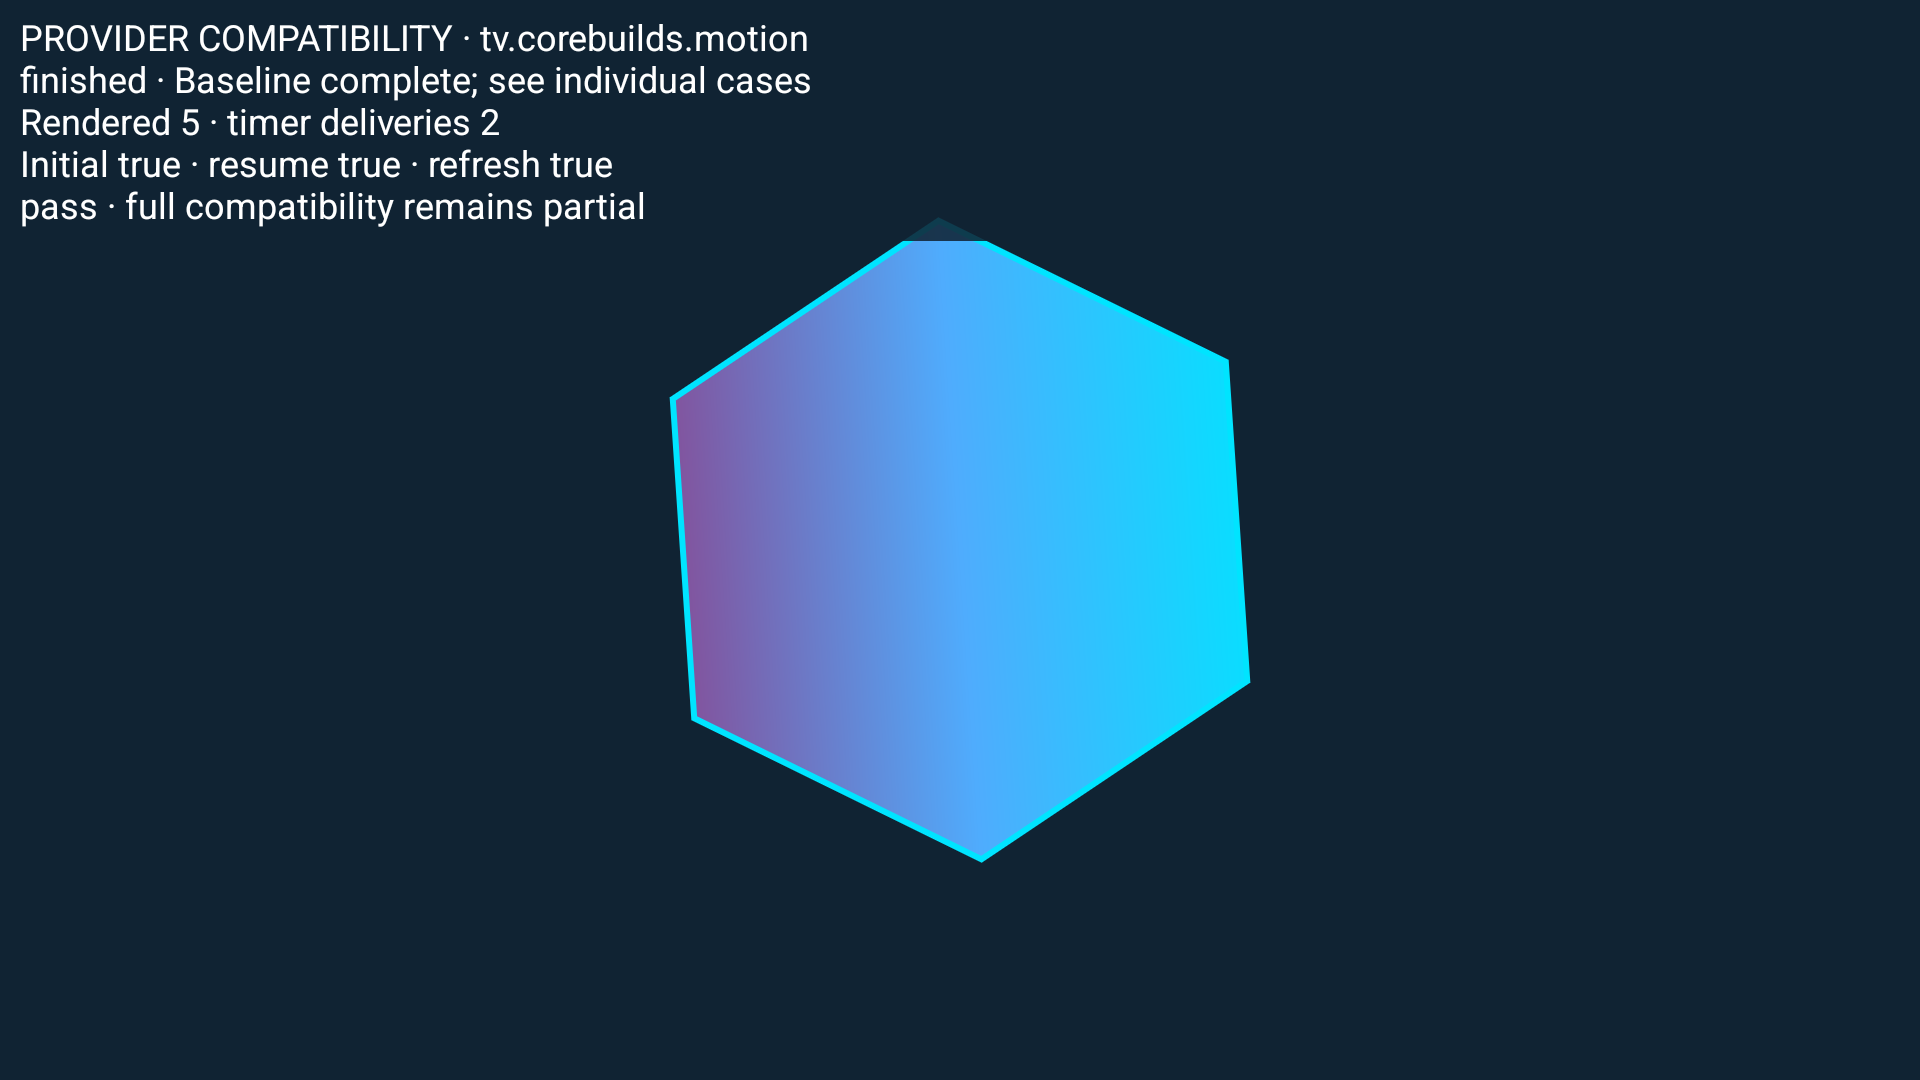 PROVIDER COMPATIBILITY · tv.corebuilds.motion
finished · Baseline complete; see individual cases
Rendered 5 · timer deliveries 2
Initial true · resume true · refresh true
pass · full compatibility remains partial